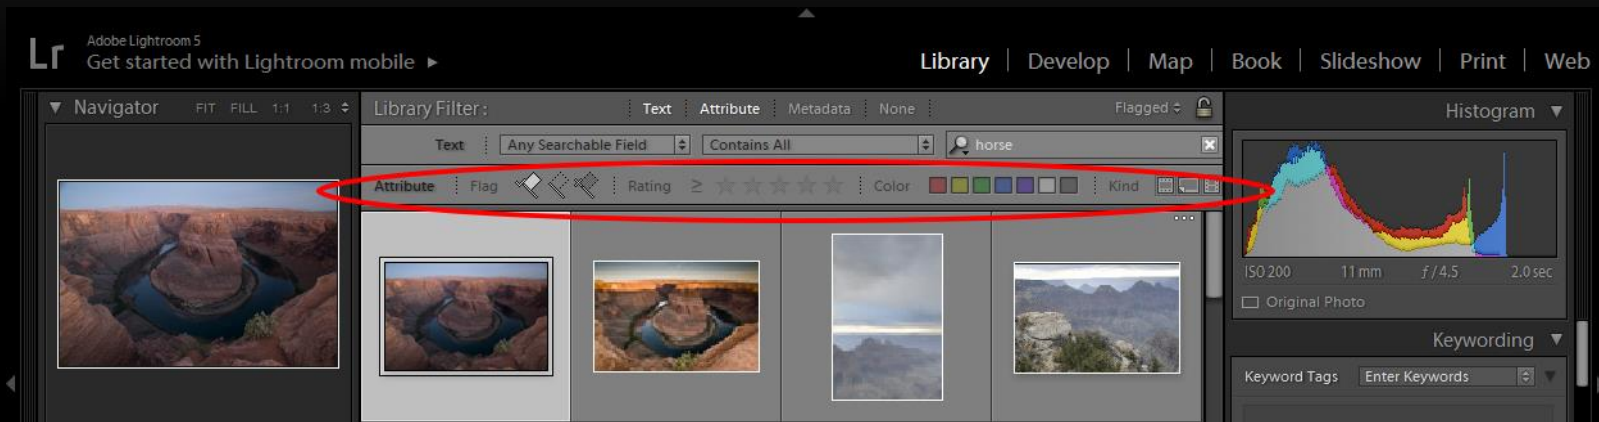 Lr
Adobe Lightroom 5
Get started with Lightroom mobile
Library | Develop | Map | Book | Slideshow | Print | Web
Navigator FIT FILL 1:1 1:3
Library Filter: Text Attribute Metadata None Flagged
Histogram
Text Any Searchable Field Contains All horse
Attribute Flag Rating ≥ Color Kind
ISO 200 11 mm f / 4.5 2.0 sec
Original Photo
Keywording
Keyword Tags Enter Keywords